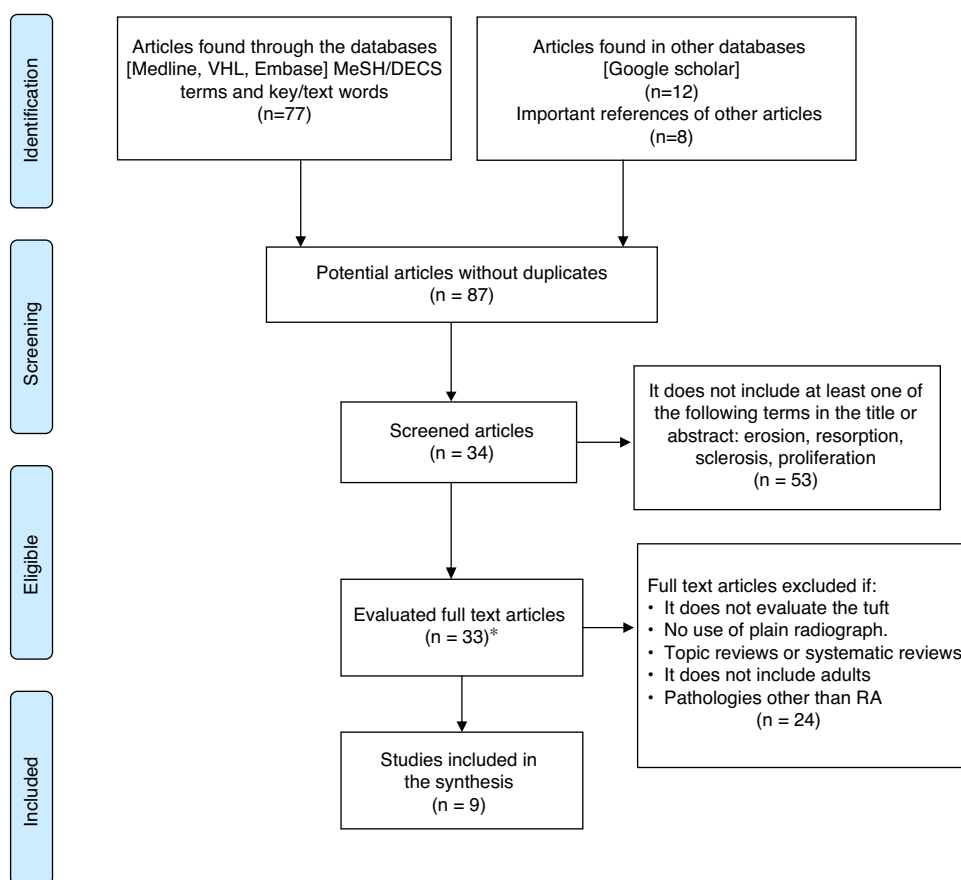 Identification
Articles found through the databases
[Medline, VHL, Embase] MeSH/DECS
terms and key/text words
(n=77)
Articles found in other databases
[Google scholar]
(n=12)
Important references of other articles
(n=8)
Screening
Potential articles without duplicates
(n = 87)
Screened articles
(n = 34)
It does not include at least one of
the following terms in the title or
abstract: erosion, resorption,
sclerosis, proliferation
(n = 53)
Eligible
Evaluated full text articles
(n = 33)*
Full text articles excluded if:
• It does not evaluate the tuft
• No use of plain radiograph.
• Topic reviews or systematic reviews
• It does not include adults
• Pathologies other than RA
(n = 24)
Included
Studies included in
the synthesis
(n = 9)